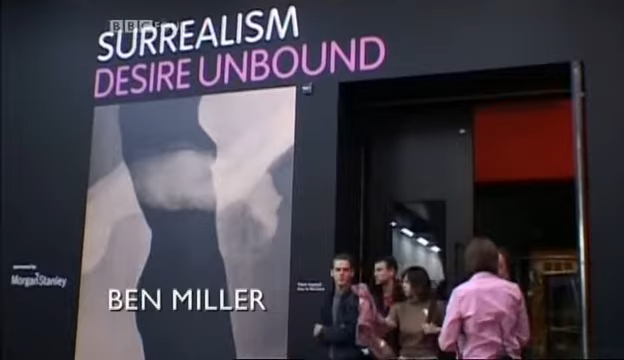 BBC
SURREALISM
DESIRE UNBOUND
Morgan Stanley
BEN MILLER